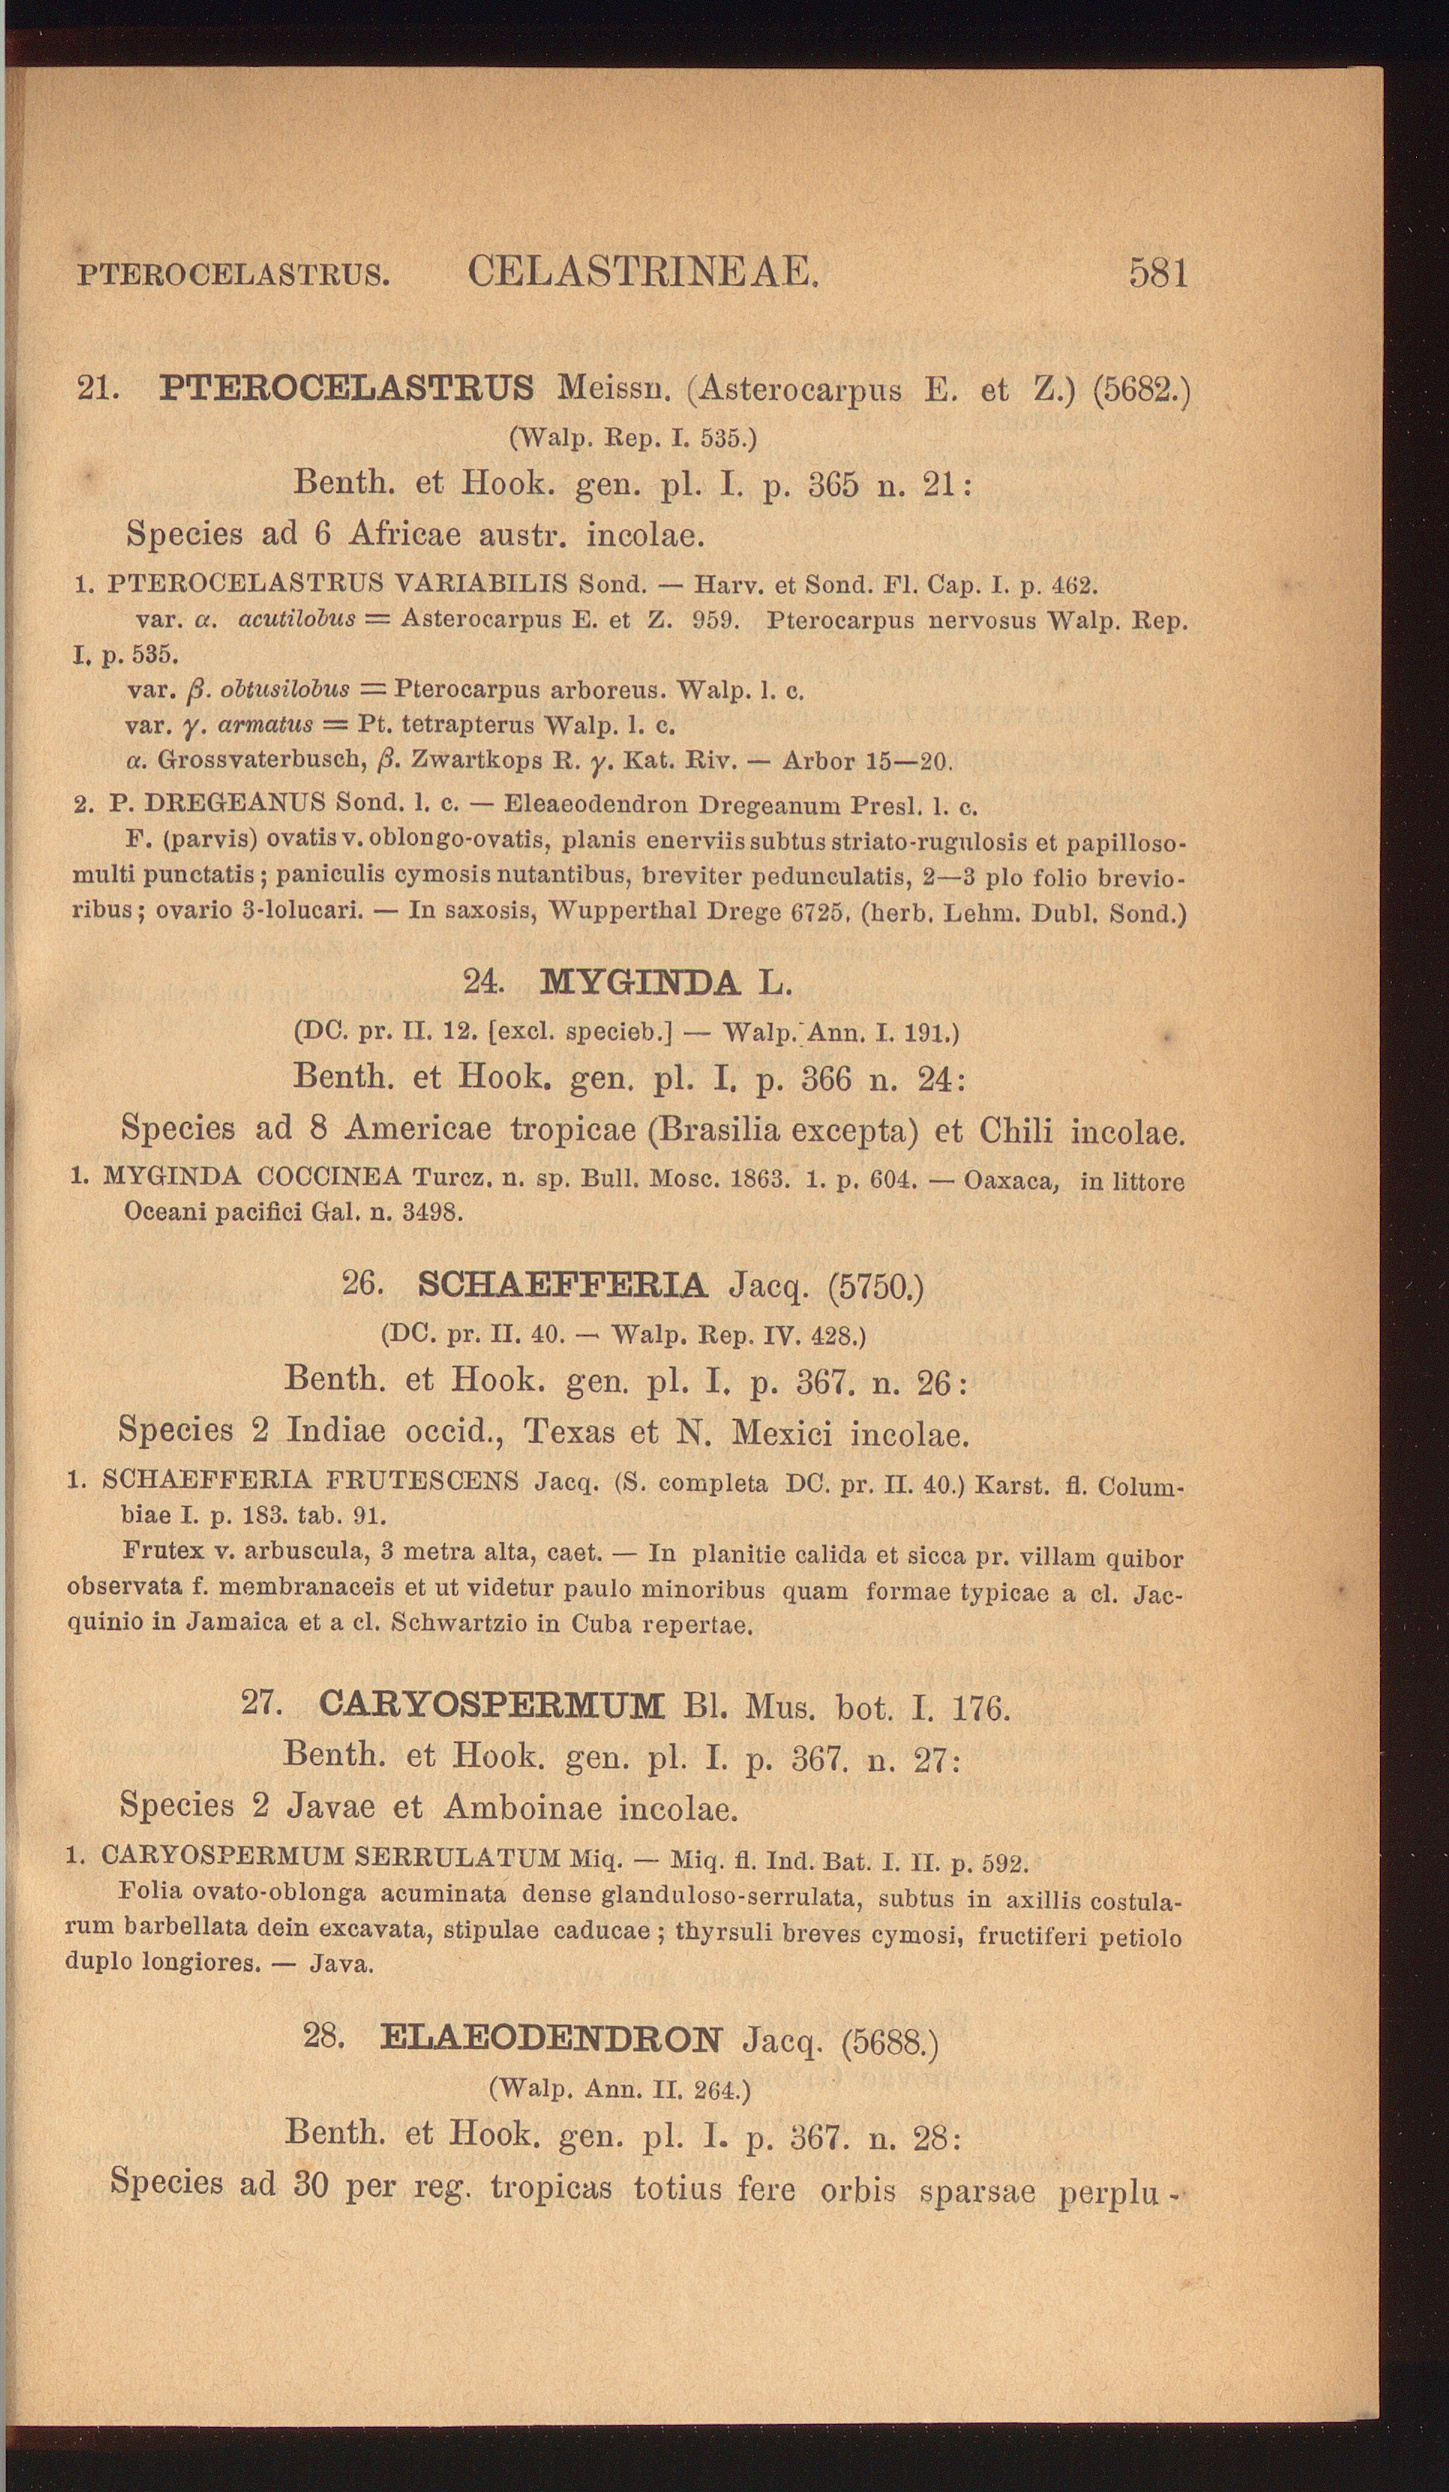 PTEROCELASTRUS. CELASTRINEAE. 581
21. PTEROCELASTRUS Meissn. (Asterocarpus E. et Z.) (5682.)
(Walp. Rep. I. 535.)
Benth. et Hook. gen. pl. I. p. 365 n. 21:
Species ad 6 Africae austr. incolae.
1. PTEROCELASTRUS VARIABILIS Sond. — Harv. et Sond. Fl. Cap. I. p. 462.
var. α. acutilobus = Asterocarpus E. et Z. 959. Pterocarpus nervosus Walp. Rep.
I. p. 535.
var. β. obtusilobus = Pterocarpus arboreus. Walp. l. c.
var. γ. armatus = Pt. tetrapterus Walp. l. c.
α. Grossvaterbusch, β. Zwartkops R. γ. Kat. Riv. — Arbor 15—20.
2. P. DREGEANUS Sond. l. c. — Eleaeodendron Dregeanum Presl. l. c.
F. (parvis) ovatis v. oblongo-ovatis, planis enerviis subtus striato-rugulosis et papilloso-
multi punctatis; paniculis cymosis nutantibus, breviter pedunculatis, 2—3 plo folio brevio-
ribus; ovario 3-lolucari. — In saxosis, Wupperthal Drege 6725. (herb. Lehm. Dubl. Sond.)
24. MYGINDA L.
(DC. pr. II. 12. [excl. specieb.] — Walp. Ann. I. 191.)
Benth. et Hook. gen. pl. I. p. 366 n. 24:
Species ad 8 Americae tropicae (Brasilia excepta) et Chili incolae.
1. MYGINDA COCCINEA Turcz. n. sp. Bull. Mosc. 1863. 1. p. 604. — Oaxaca, in littore
Oceani pacifici Gal. n. 3498.
26. SCHAEFFERIA Jacq. (5750.)
(DC. pr. II. 40. — Walp. Rep. IV. 428.)
Benth. et Hook. gen. pl. I. p. 367. n. 26:
Species 2 Indiae occid., Texas et N. Mexici incolae.
1. SCHAEFFERIA FRUTESCENS Jacq. (S. completa DC. pr. II. 40.) Karst. fl. Colum-
biae I. p. 183. tab. 91.
Frutex v. arbuscula, 3 metra alta, caet. — In planitie calida et sicca pr. villam quibor
observata f. membranaceis et ut videtur paulo minoribus quam formae typicae a cl. Jac-
quinio in Jamaica et a cl. Schwartzio in Cuba repertae.
27. CARYOSPERMUM Bl. Mus. bot. I. 176.
Benth. et Hook. gen. pl. I. p. 367. n. 27:
Species 2 Javae et Amboinae incolae.
1. CARYOSPERMUM SERRULATUM Miq. — Miq. fl. Ind. Bat. I. II. p. 592.
Folia ovato-oblonga acuminata dense glanduloso-serrulata, subtus in axillis costula-
rum barbellata dein excavata, stipulae caducae; thyrsuli breves cymosi, fructiferi petiolo
duplo longiores. — Java.
28. ELAEODENDRON Jacq. (5688.)
(Walp. Ann. II. 264.)
Benth. et Hook. gen. pl. I. p. 367. n. 28:
Species ad 30 per reg. tropicas totius fere orbis sparsae perplu-